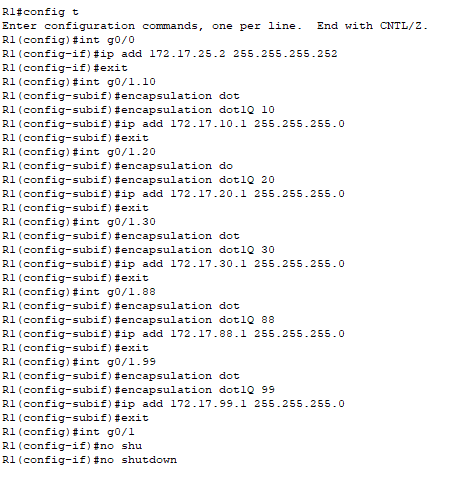 R1#config t
Enter configuration commands, one per line.  End with CNTL/Z.
R1(config)#int g0/0
R1(config-if)#ip add 172.17.25.2 255.255.255.252
R1(config-if)#exit
R1(config)#int g0/1.10
R1(config-subif)#encapsulation dot
R1(config-subif)#encapsulation dot1Q 10
R1(config-subif)#ip add 172.17.10.1 255.255.255.0
R1(config-subif)#exit
R1(config)#int g0/1.20
R1(config-subif)#encapsulation do
R1(config-subif)#encapsulation dot1Q 20
R1(config-subif)#ip add 172.17.20.1 255.255.255.0
R1(config-subif)#exit
R1(config)#int g0/1.30
R1(config-subif)#encapsulation dot
R1(config-subif)#encapsulation dot1Q 30
R1(config-subif)#ip add 172.17.30.1 255.255.255.0
R1(config-subif)#exit
R1(config)#int g0/1.88
R1(config-subif)#encapsulation dot
R1(config-subif)#encapsulation dot1Q 88
R1(config-subif)#ip add 172.17.88.1 255.255.255.0
R1(config-subif)#exit
R1(config)#int g0/1.99
R1(config-subif)#encapsulation dot
R1(config-subif)#encapsulation dot1Q 99
R1(config-subif)#ip add 172.17.99.1 255.255.255.0
R1(config-subif)#exit
R1(config)#int g0/1
R1(config-if)#no shu
R1(config-if)#no shutdown